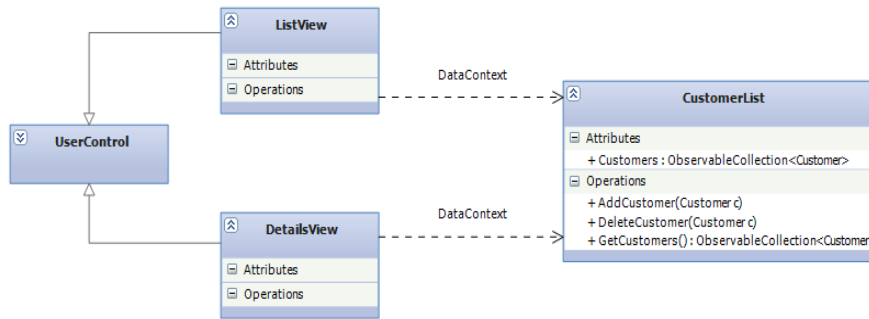 ListView
Attributes
Operations
DataContext
CustomerList
Attributes
+ Customers : ObservableCollection<Customer>
Operations
+ AddCustomer(Customer c)
+ DeleteCustomer(Customer c)
+ GetCustomers() : ObservableCollection<Customer
UserControl
DataContext
DetailsView
Attributes
Operations